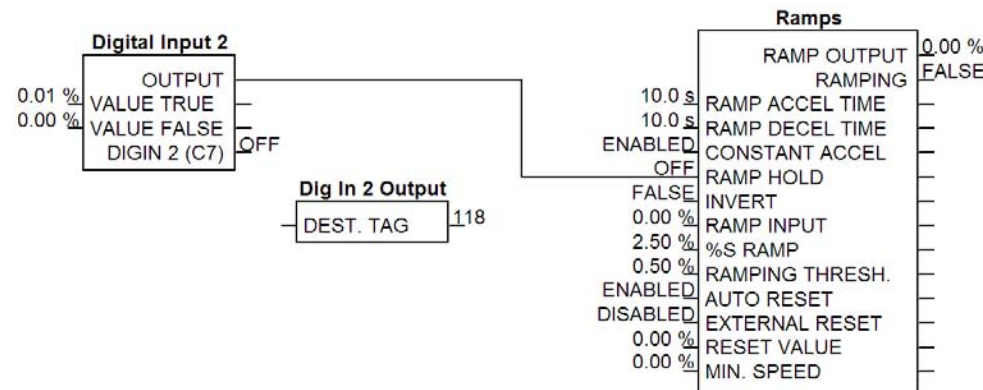 Digital Input 2
OUTPUT
0.01 % VALUE TRUE
0.00 % VALUE FALSE
DIGIN 2 (C7) OFF
Dig In 2 Output
DEST. TAG 118
Ramps
RAMP OUTPUT 0.00 %
RAMPING FALSE
10.0 s RAMP ACCEL TIME
10.0 s RAMP DECEL TIME
ENABLED CONSTANT ACCEL
OFF RAMP HOLD
FALSE INVERT
0.00 % RAMP INPUT
2.50 % %S RAMP
0.50 % RAMPING THRESH.
ENABLED AUTO RESET
DISABLED EXTERNAL RESET
0.00 % RESET VALUE
0.00 % MIN. SPEED